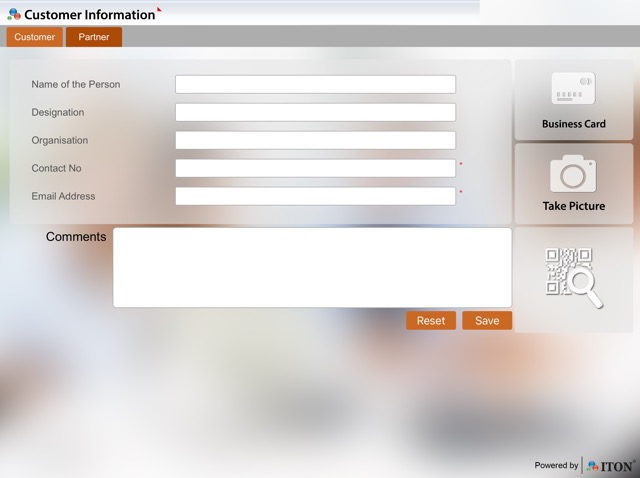 Customer Information
Customer Partner
Name of the Person
Designation
Organisation
Contact No *
Email Address *
Comments
Reset Save
Business Card
Take Picture
Powered by ITON